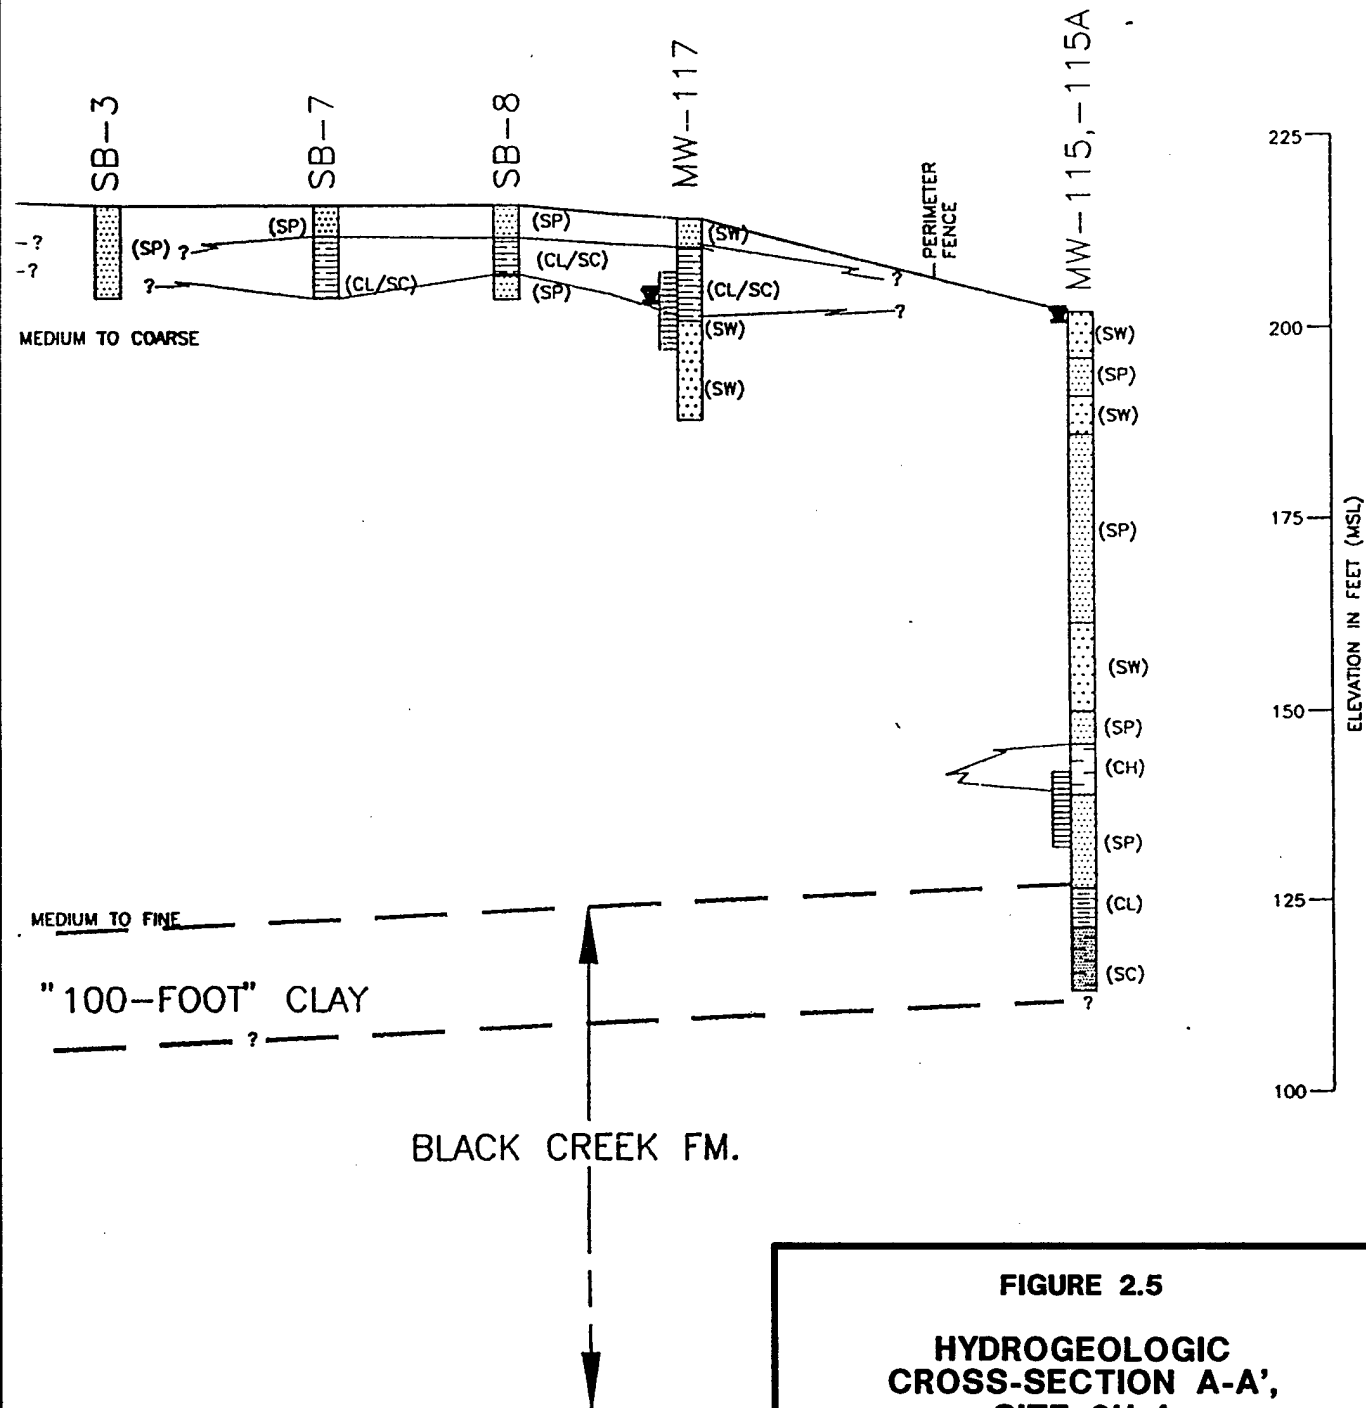 SB-3
SB-7
SB-8
MW-117
MW-115,-115A
PERIMETER
FENCE
225
200
175
150
125
100
ELEVATION IN FEET (MSL)
-?
-?
(SP)
?
?
(SP)
(CL/SC)
(SP)
(CL/SC)
(SP)
(SW)
(CL/SC)
(SW)
(SW)
?
?
(SW)
(SP)
(SW)
(SP)
(SW)
(SP)
(CH)
(SP)
(CL)
(SC)
?
MEDIUM TO COARSE
MEDIUM TO FINE
"100-FOOT" CLAY
?
BLACK CREEK FM.
FIGURE 2.5
HYDROGEOLOGIC
CROSS-SECTION A-A',